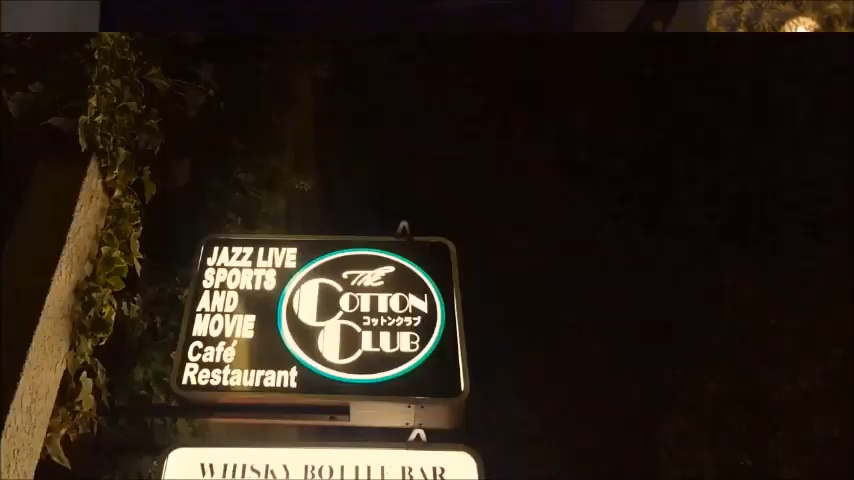 JAZZ LIVE
SPORTS
AND
MOVIE
Café
Restaurant
The
COTTON
コットンクラブ
CLUB
WHISKY BOTTLE BAR